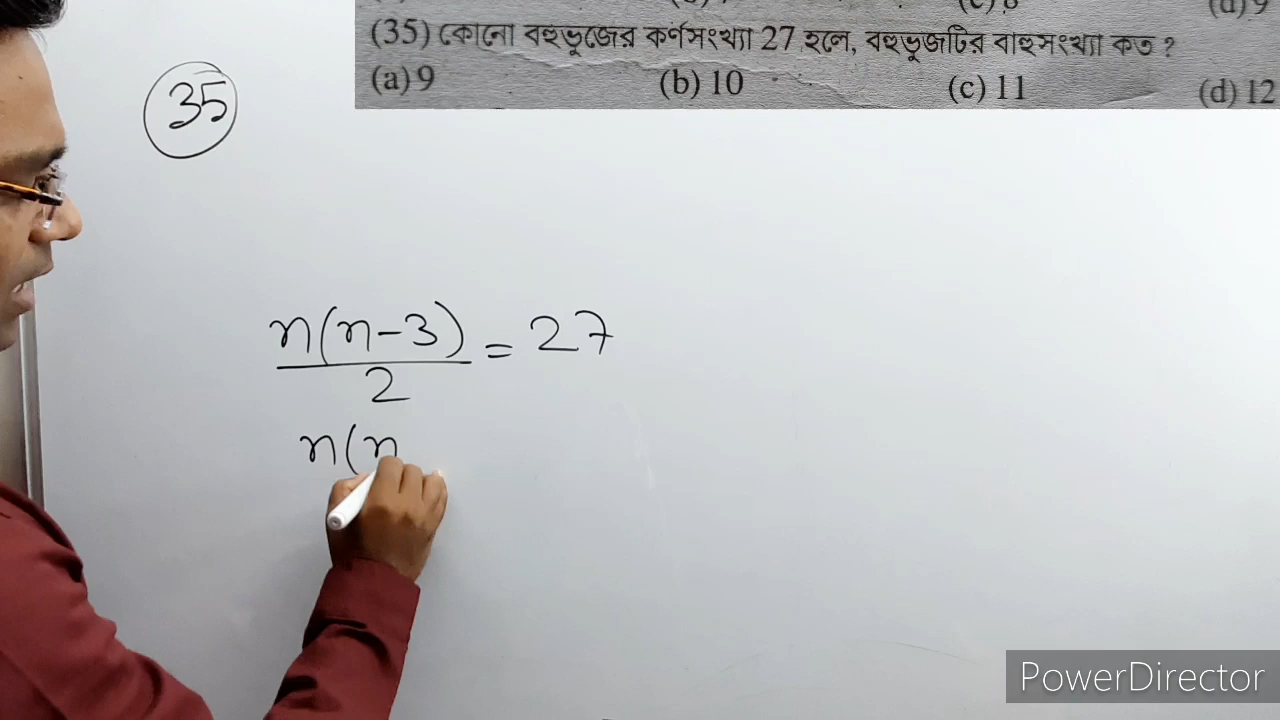 (35) কোনো বহুভুজের কর্ণসংখ্যা 27 হলে, বহুভুজটির বাহুসংখ্যা কত ?
(a) 9 (b) 10 (c) 11 (d) 12
35
n(n-3)/2 = 27
n(n
PowerDirector